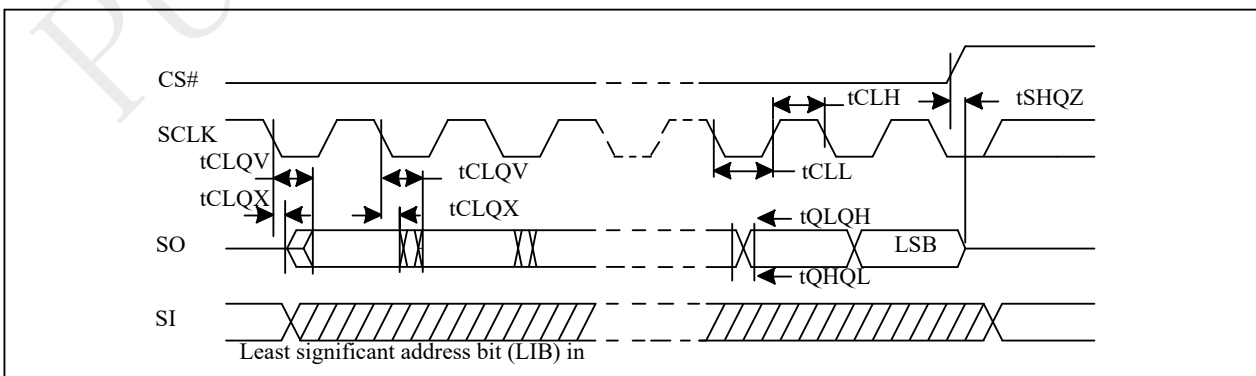 CS#
tCLH
tSHQZ
SCLK
tCLQV
tCLQV
tCLL
tCLQX
tCLQX
tQLQH
SO
LSB
tQHQL
SI
Least significant address bit (LIB) in